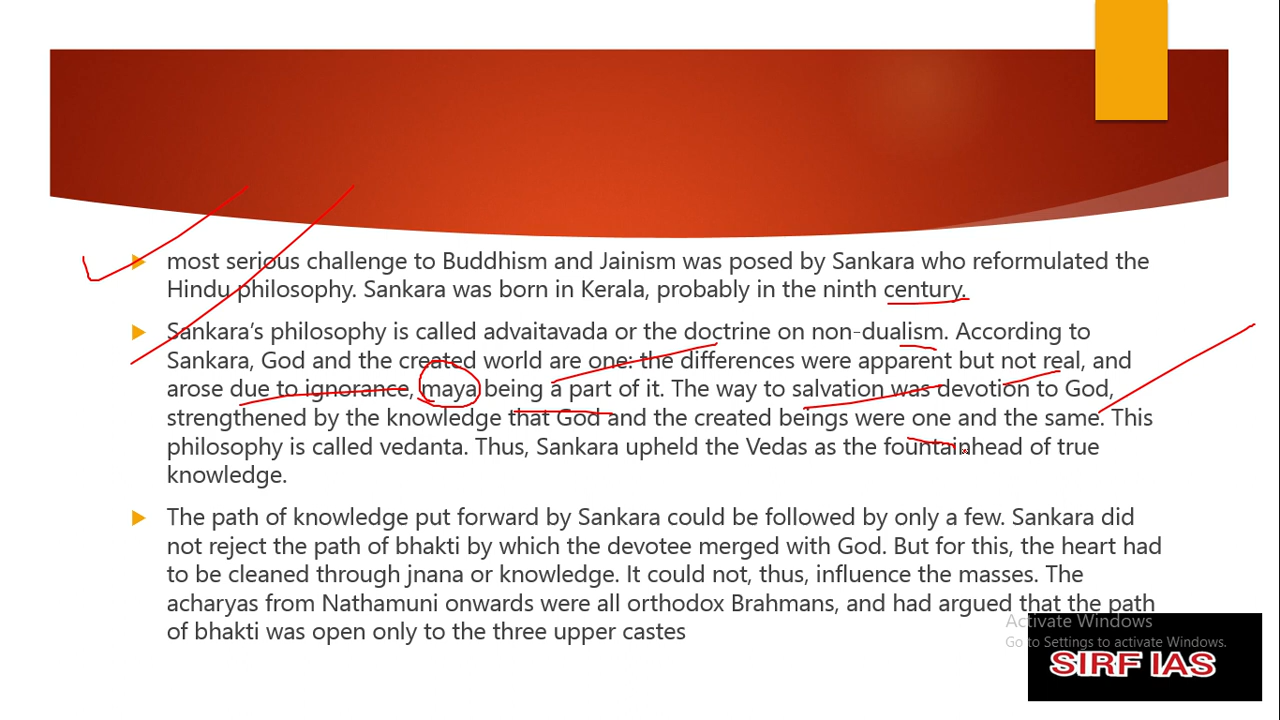 most serious challenge to Buddhism and Jainism was posed by Sankara who reformulated the
Hindu philosophy. Sankara was born in Kerala, probably in the ninth century.
Sankara's philosophy is called advaitavada or the doctrine on non-dualism. According to
Sankara, God and the created world are one: the differences were apparent but not real, and
arose due to ignorance, maya being a part of it. The way to salvation was devotion to God,
strengthened by the knowledge that God and the created beings were one and the same. This
philosophy is called vedanta. Thus, Sankara upheld the Vedas as the fountainhead of true
knowledge.
The path of knowledge put forward by Sankara could be followed by only a few. Sankara did
not reject the path of bhakti by which the devotee merged with God. But for this, the heart had
to be cleaned through jnana or knowledge. It could not, thus, influence the masses. The
acharyas from Nathamuni onwards were all orthodox Brahmans, and had argued that the path
of bhakti was open only to the three upper castes
Activate Windows
Go to Settings to activate Windows.
SIRF IAS